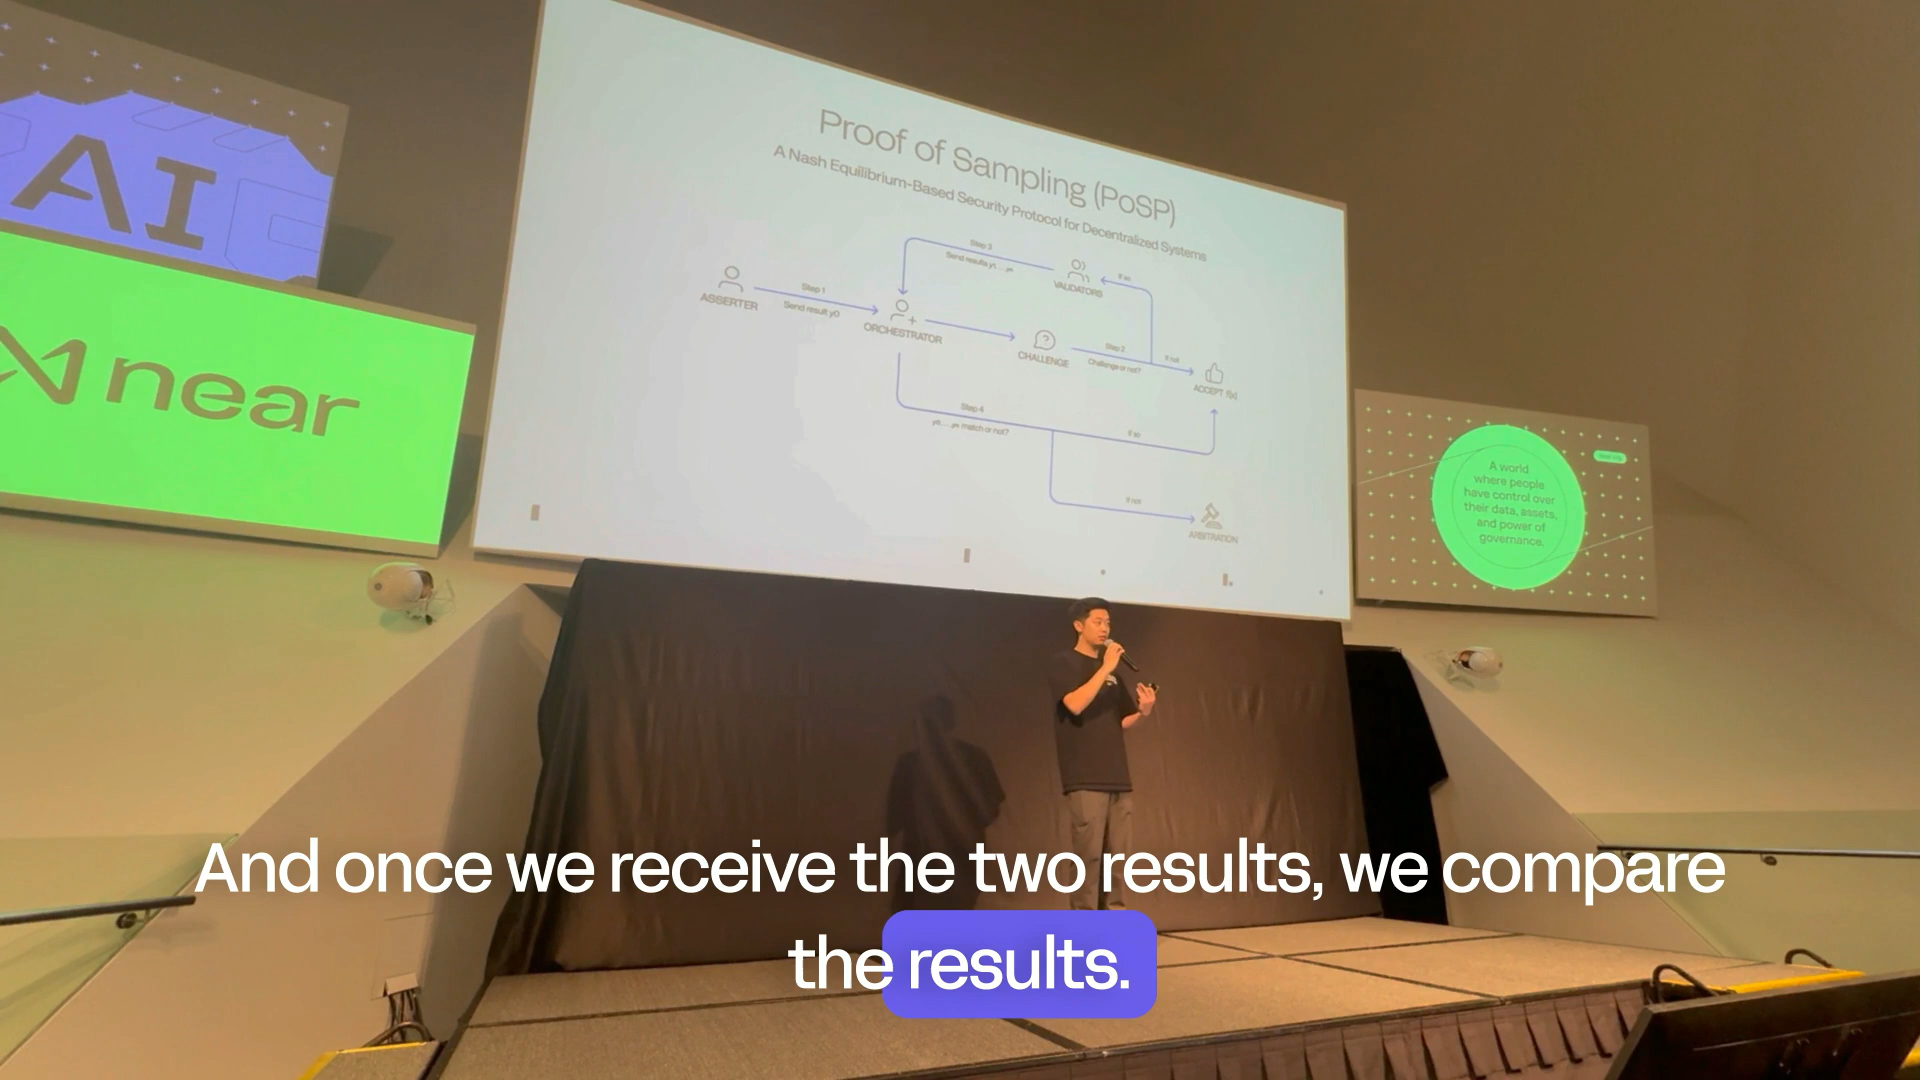 AI
near
Proof of Sampling (PoSP)
A Nash Equilibrium-Based Security Protocol for Decentralized Systems
Step 3
Send results y1, ..., yn
VALIDATORS
If so
ASSERTER
Step 1
Send result y0
ORCHESTRATOR
CHALLENGE
Step 2
Challenge or not?
If not
ACCEPT f(x)
Step 4
y0, ..., yn match or not?
If so
If not
ARBITRATION
A world
where people
have control over
their data, assets,
and power of
governance.
And once we receive the two results, we compare
the results.